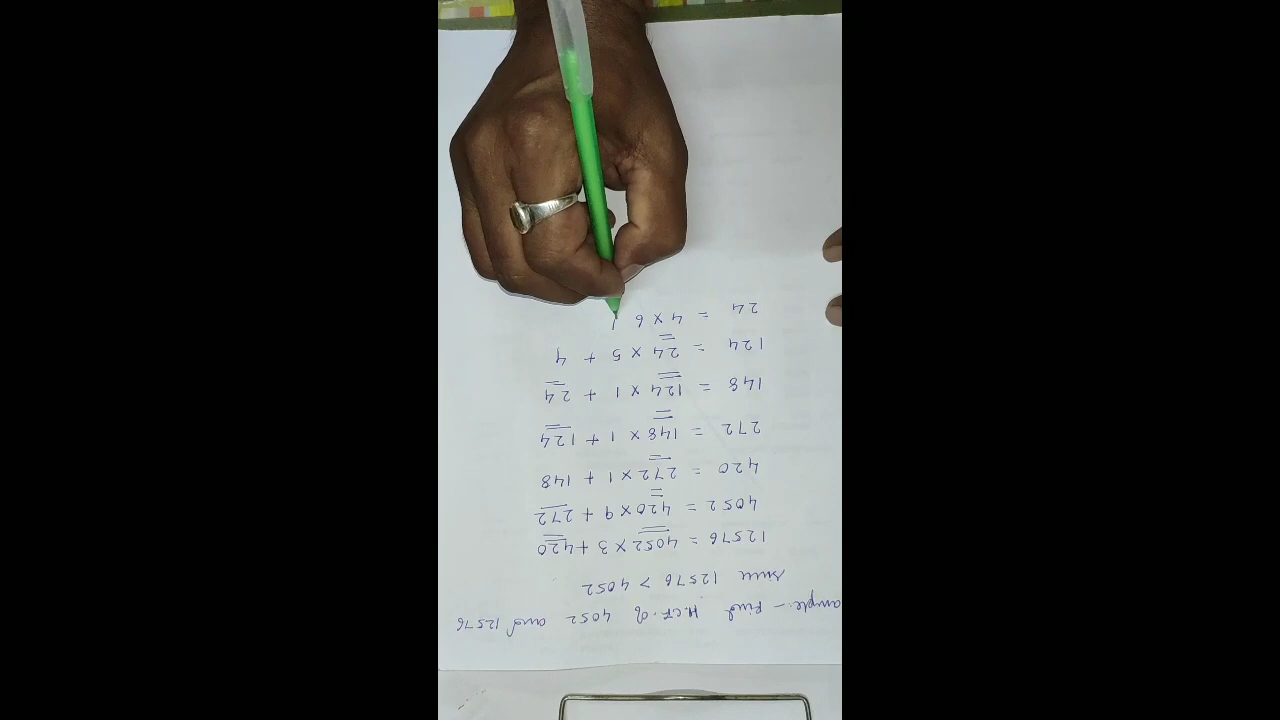 ample:- Find H.C.F. of 4052 and 12576
since 12576 > 4052
12576 = 4052 × 3 + 420
4052 = 420 × 9 + 272
420 = 272 × 1 + 148
272 = 148 × 1 + 124
148 = 124 × 1 + 24
124 = 24 × 5 + 4
24 = 4 × 6